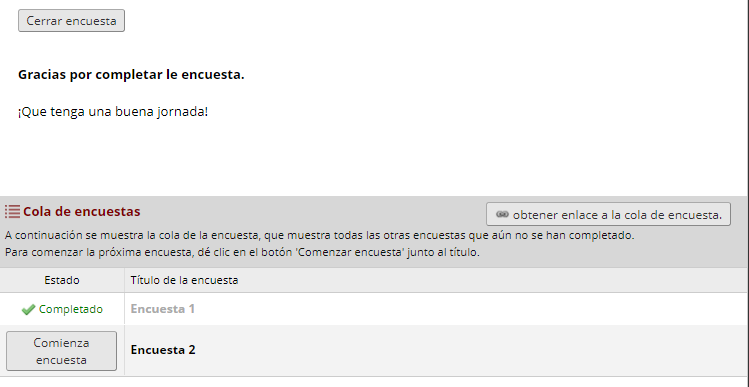 Cerrar encuesta
Gracias por completar le encuesta.
¡Que tenga una buena jornada!
Cola de encuestas
obtener enlace a la cola de encuesta.
A continuación se muestra la cola de la encuesta, que muestra todas las otras encuestas que aún no se han completado.
Para comenzar la próxima encuesta, dé clic en el botón 'Comenzar encuesta' junto al título.
Estado
Título de la encuesta
Completado
Encuesta 1
Comienza
encuesta
Encuesta 2